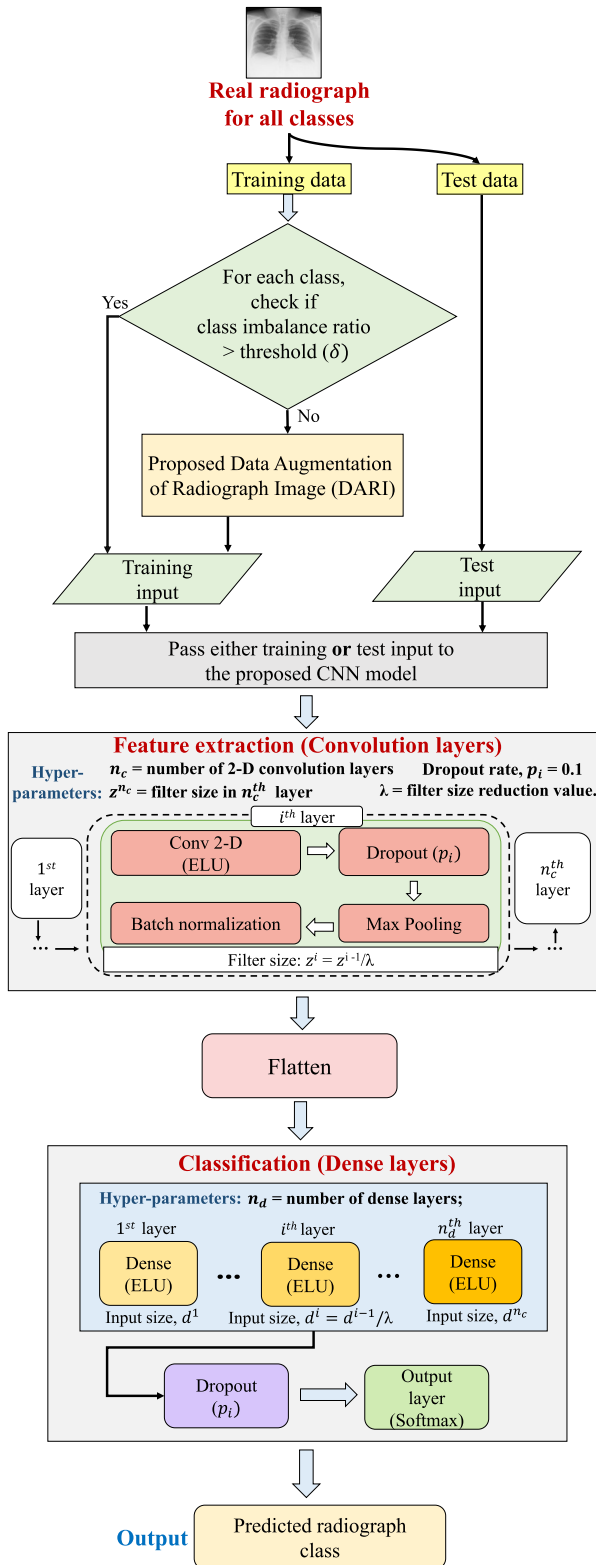 Real radiograph
for all classes
Training data
Test data
For each class,
check if
class imbalance ratio
> threshold (δ)
Yes
No
Proposed Data Augmentation
of Radiograph Image (DARI)
Training
input
Test
input
Pass either training or test input to
the proposed CNN model
Feature extraction (Convolution layers)
Hyper-
parameters:
n_c = number of 2-D convolution layers
z^{n_c} = filter size in n_c^{th} layer
Dropout rate, p_i = 0.1
λ = filter size reduction value.
i^{th} layer
1^{st}
layer
...
Conv 2-D
(ELU)
Dropout (p_i)
Batch normalization
Max Pooling
Filter size: z^i = z^{i-1}/λ
n_c^{th}
layer
...
Flatten
Classification (Dense layers)
Hyper-parameters: n_d = number of dense layers;
1^{st} layer
i^{th} layer
n_d^{th} layer
Dense
(ELU)
...
Dense
(ELU)
...
Dense
(ELU)
Input size, d^1
Input size, d^i = d^{i-1}/λ
Input size, d^{n_c}
Dropout
(p_i)
Output
layer
(Softmax)
Output
Predicted radiograph
class